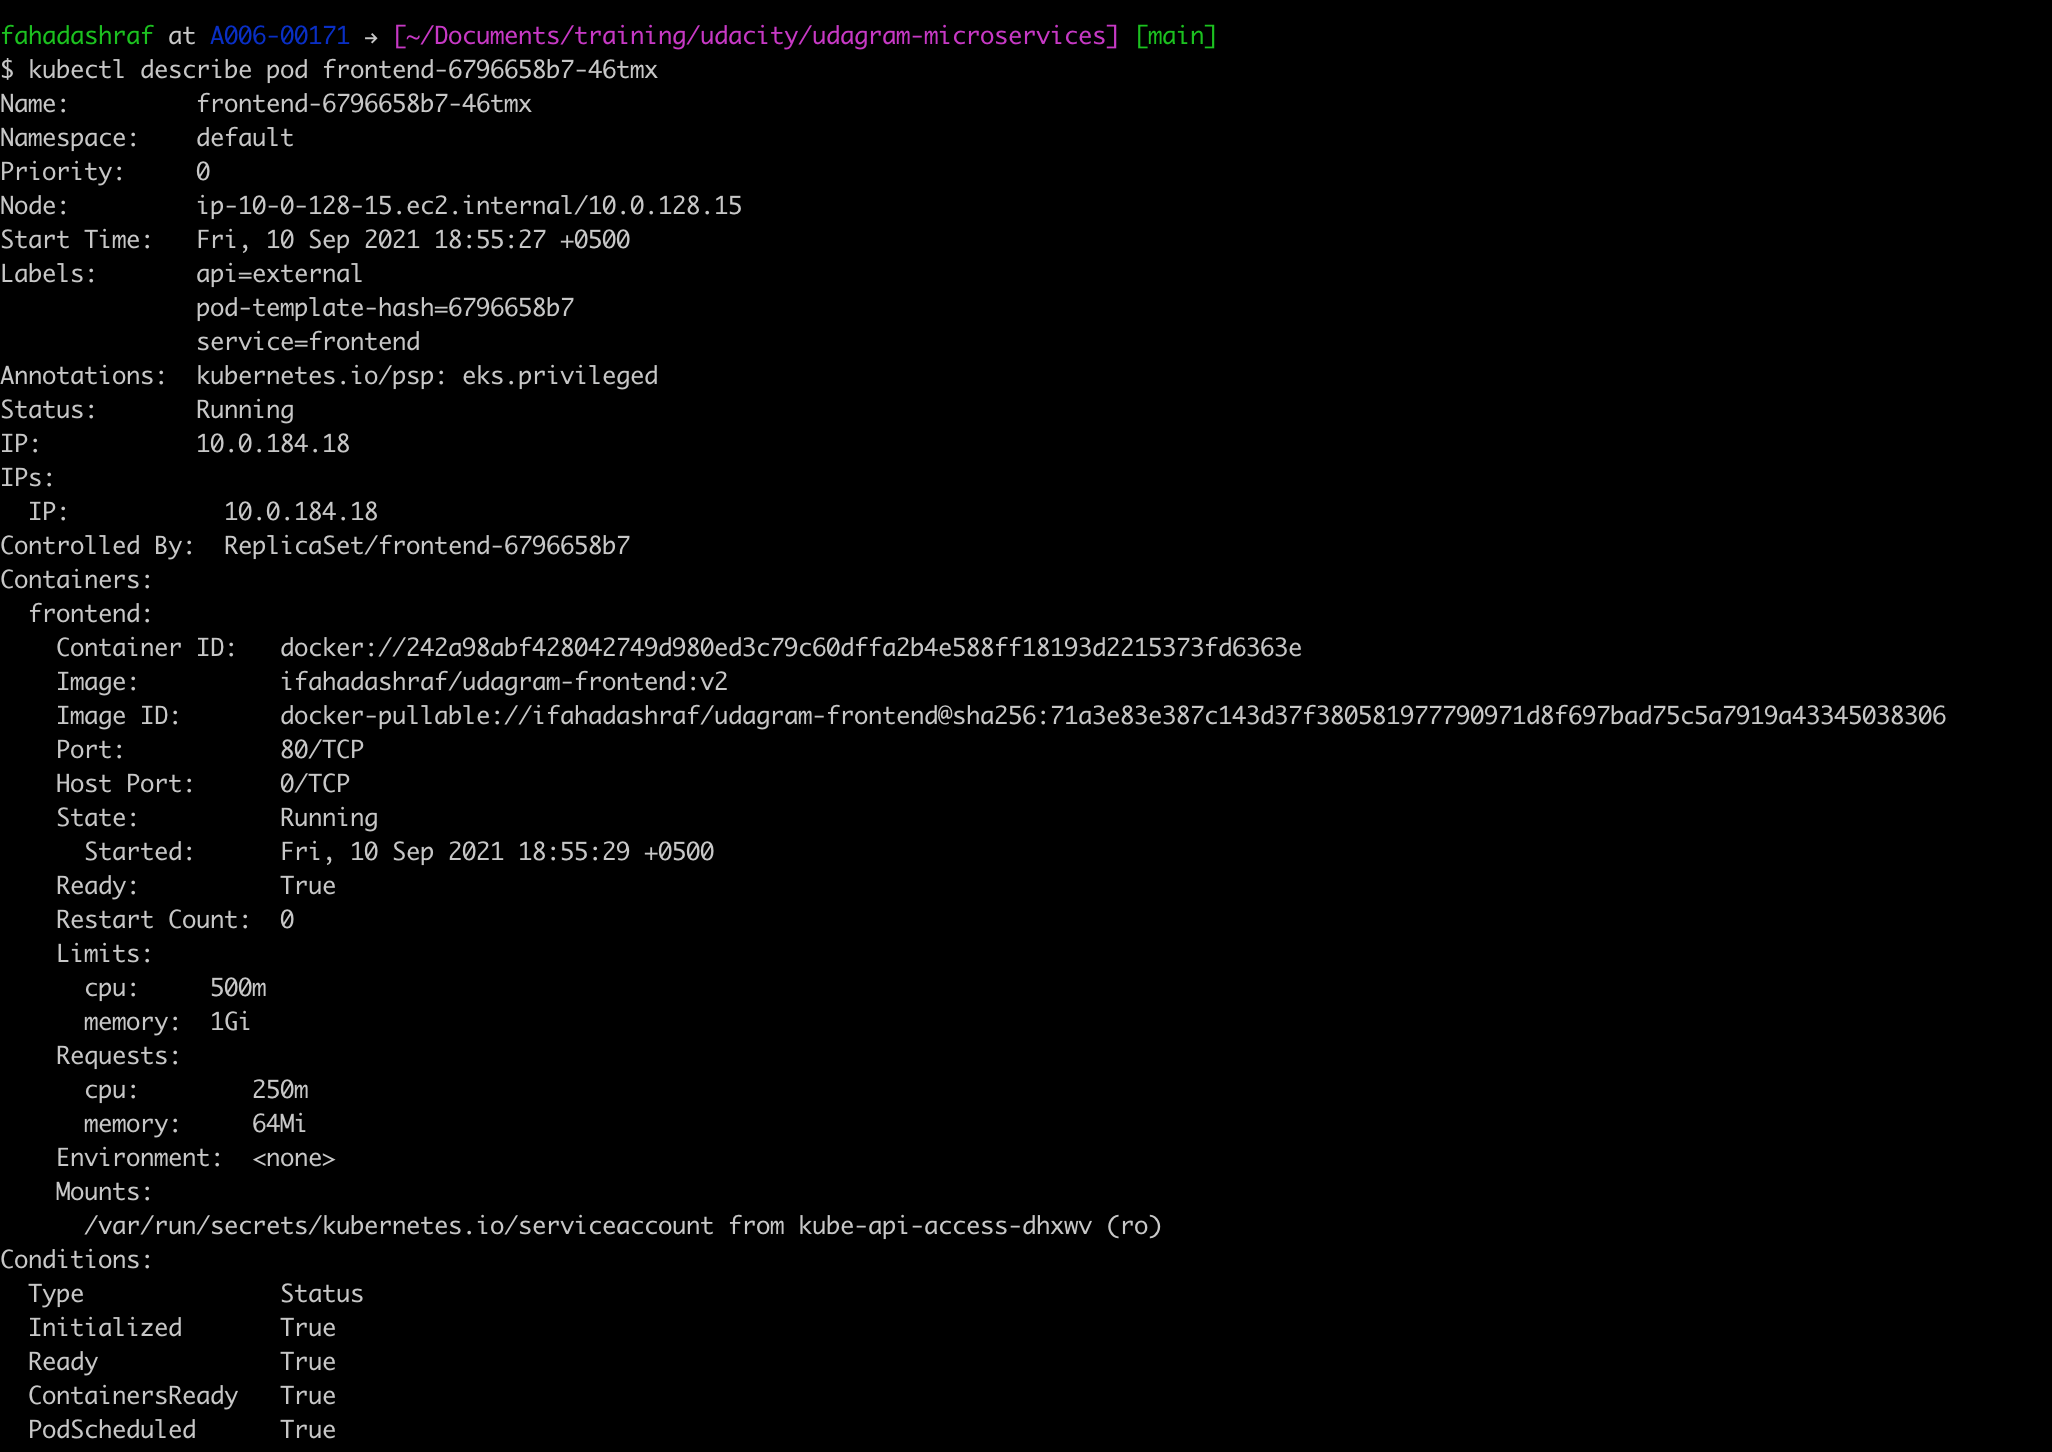 fahadashraf at A006-00171 → [~/Documents/training/udacity/udagram-microservices] [main]
$ kubectl describe pod frontend-6796658b7-46tmx
Name:         frontend-6796658b7-46tmx
Namespace:    default
Priority:     0
Node:         ip-10-0-128-15.ec2.internal/10.0.128.15
Start Time:   Fri, 10 Sep 2021 18:55:27 +0500
Labels:       api=external
              pod-template-hash=6796658b7
              service=frontend
Annotations:  kubernetes.io/psp: eks.privileged
Status:       Running
IP:           10.0.184.18
IPs:
  IP:           10.0.184.18
Controlled By:  ReplicaSet/frontend-6796658b7
Containers:
  frontend:
    Container ID:   docker://242a98abf428042749d980ed3c79c60dffa2b4e588ff18193d2215373fd6363e
    Image:          ifahadashraf/udagram-frontend:v2
    Image ID:       docker-pullable://ifahadashraf/udagram-frontend@sha256:71a3e83e387c143d37f380581977790971d8f697bad75c5a7919a43345038306
    Port:           80/TCP
    Host Port:      0/TCP
    State:          Running
      Started:      Fri, 10 Sep 2021 18:55:29 +0500
    Ready:          True
    Restart Count:  0
    Limits:
      cpu:     500m
      memory:  1Gi
    Requests:
      cpu:        250m
      memory:     64Mi
    Environment:  <none>
    Mounts:
      /var/run/secrets/kubernetes.io/serviceaccount from kube-api-access-dhxwv (ro)
Conditions:
  Type              Status
  Initialized       True
  Ready             True
  ContainersReady   True
  PodScheduled      True